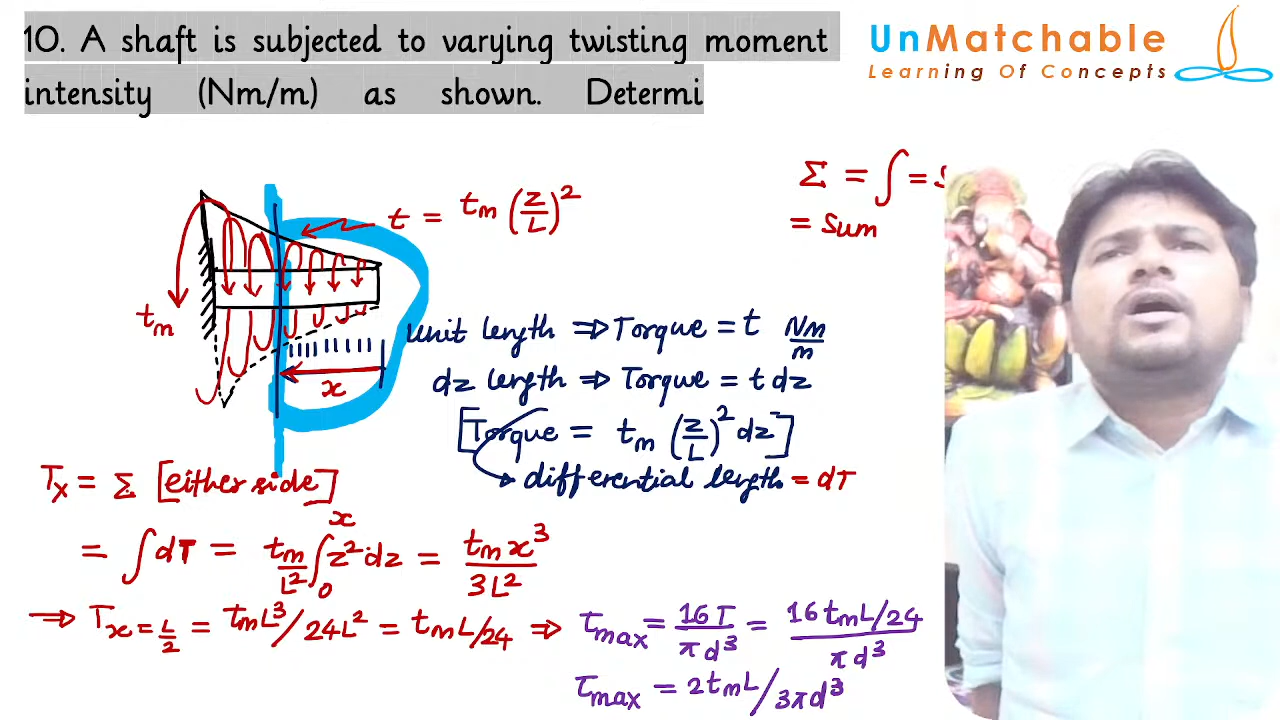 10. A shaft is subjected to varying twisting moment
intensity (Nm/m) as shown. Determi
UnMatchable
Learning Of Concepts
Σ = ∫ = S
= Sum
t = tm (z/L)²
tm
x
Unit length ⇒ Torque = t Nm/m
dz length ⇒ Torque = t dz
[Torque = tm (z/L)² dz]
differential length = dT
Tx = Σ [either side]x
= ∫dT = tm/L² ∫₀ˣ z² dz = tm x³/3L²
⇒ Tx=L/2 = tmL³/24L² = tmL/24 ⇒ τmax = 16T/πd³ = 16tmL/24/πd³
τmax = 2tmL/3πd³